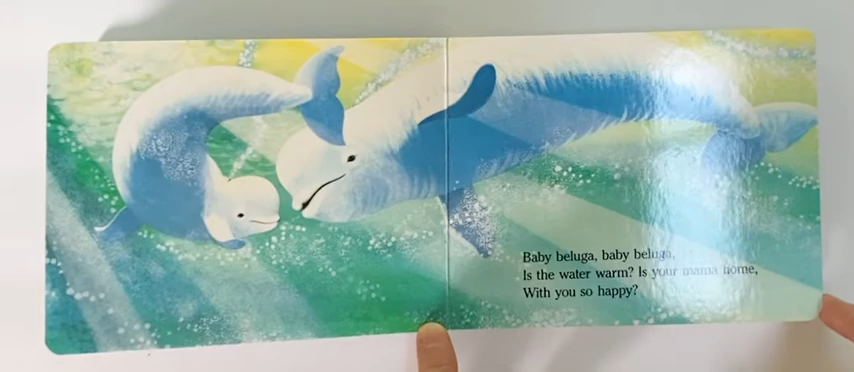 Baby beluga, baby beluga,
Is the water warm? Is your mama home,
With you so happy?